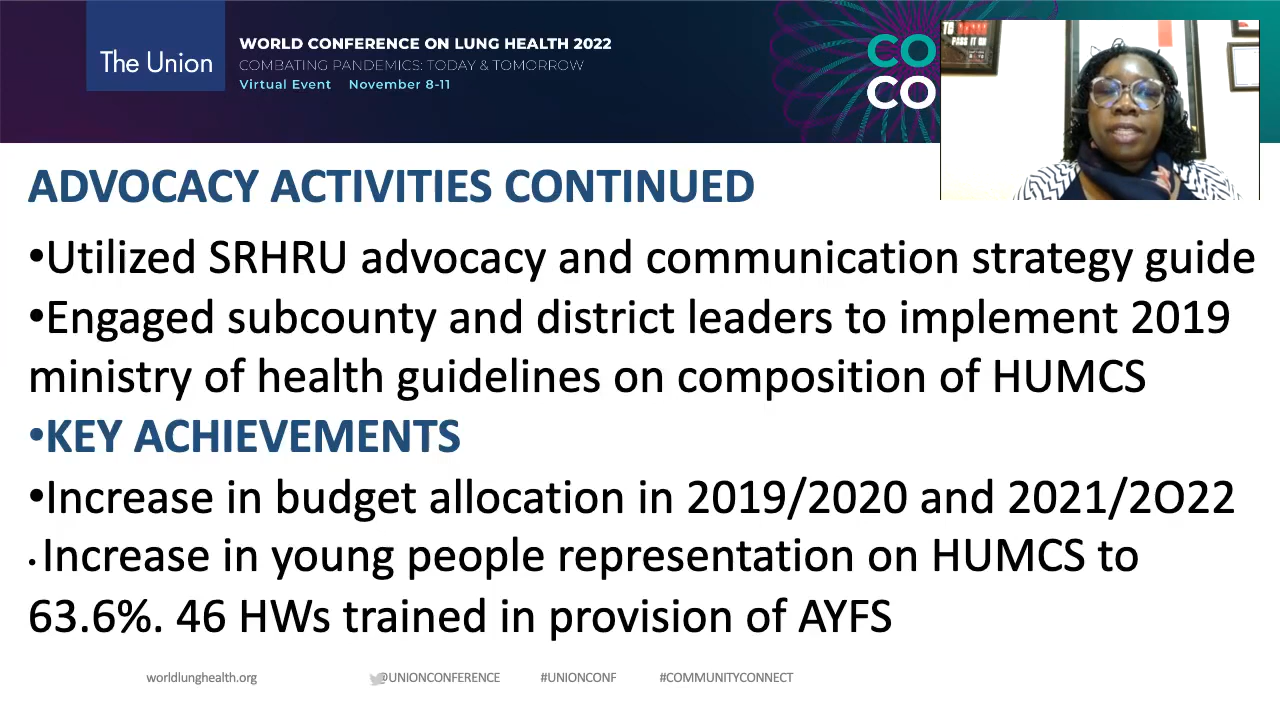 The Union
WORLD CONFERENCE ON LUNG HEALTH 2022
COMBATING PANDEMICS: TODAY & TOMORROW
Virtual Event November 8-11
CO
CO
PASS IT ON
ADVOCACY ACTIVITIES CONTINUED
•Utilized SRHRU advocacy and communication strategy guide
•Engaged subcounty and district leaders to implement 2019
ministry of health guidelines on composition of HUMCS
•KEY ACHIEVEMENTS
•Increase in budget allocation in 2019/2020 and 2021/2O22
•Increase in young people representation on HUMCS to
63.6%. 46 HWs trained in provision of AYFS
worldlunghealth.org @UNIONCONFERENCE #UNIONCONF #COMMUNITYCONNECT